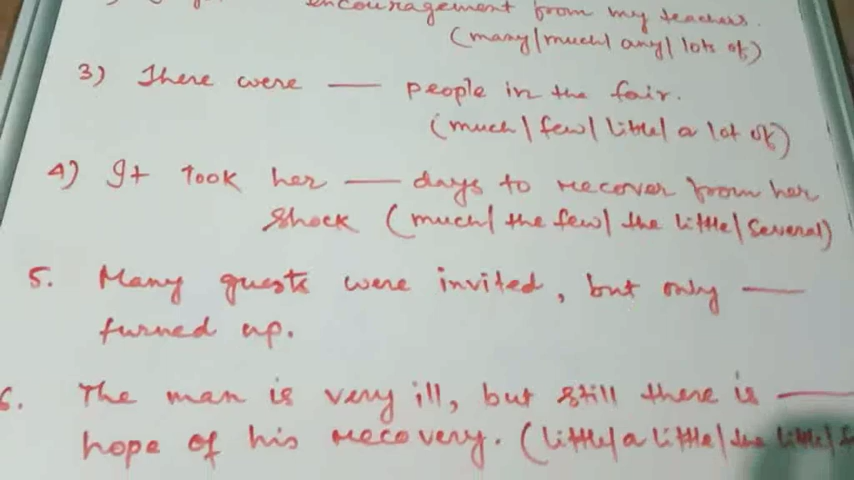 encouragement from my teachers.
(many/much/any/lots of)
3) There were — people in the fair.
(much/few/little/a lot of)
4) It took her — days to recover from her
shock (much/the few/the little/several)
5. Many guests were invited, but only —
turned up.
6. The man is very ill, but still there is —
hope of his recovery. (little/a little/the little/